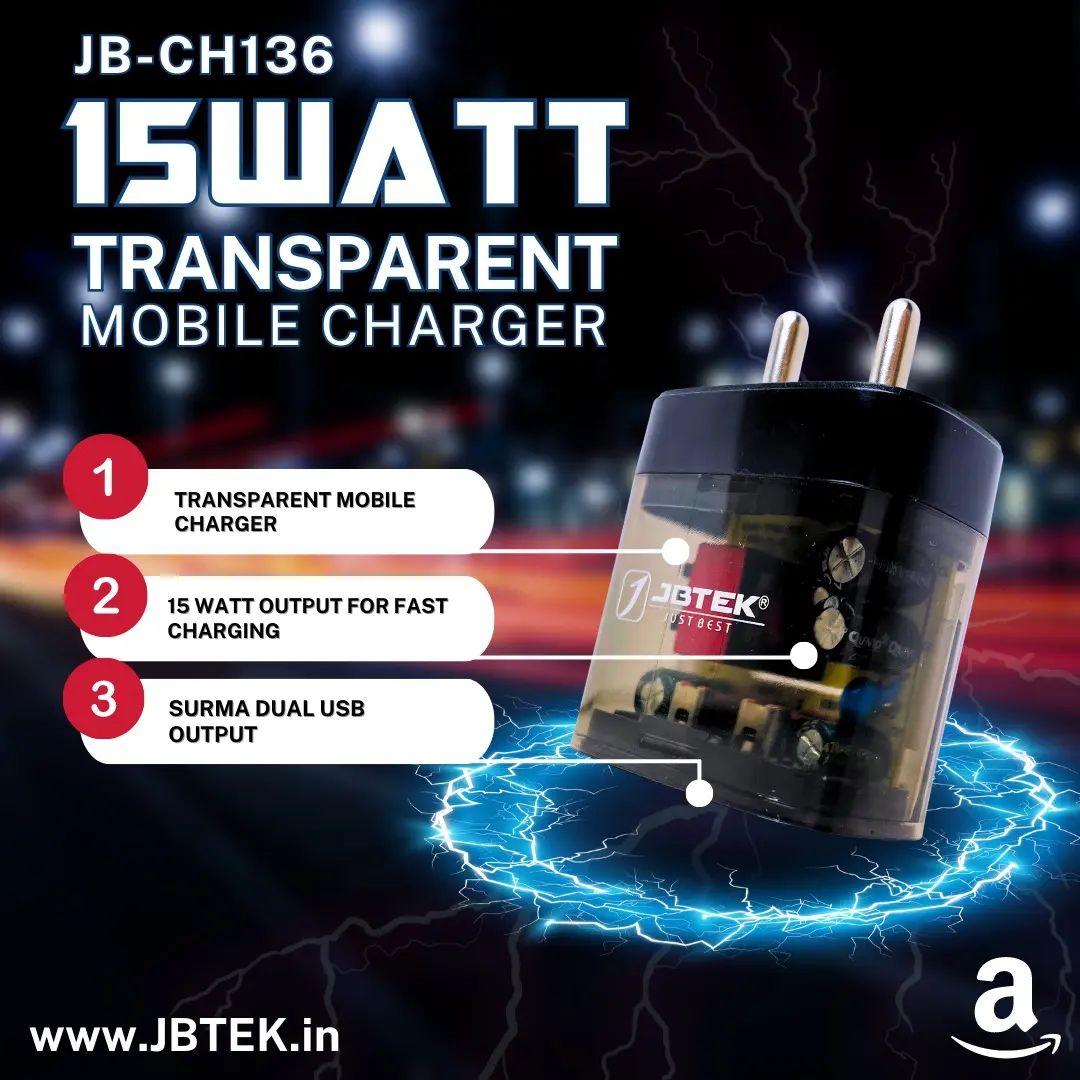 JB-CH136
15WATT
TRANSPARENT
MOBILE CHARGER
1
TRANSPARENT MOBILE
CHARGER
2
15 WATT OUTPUT FOR FAST
CHARGING
3
SURMA DUAL USB
OUTPUT
JBTEK®
JUST BEST
www.JBTEK.in
a